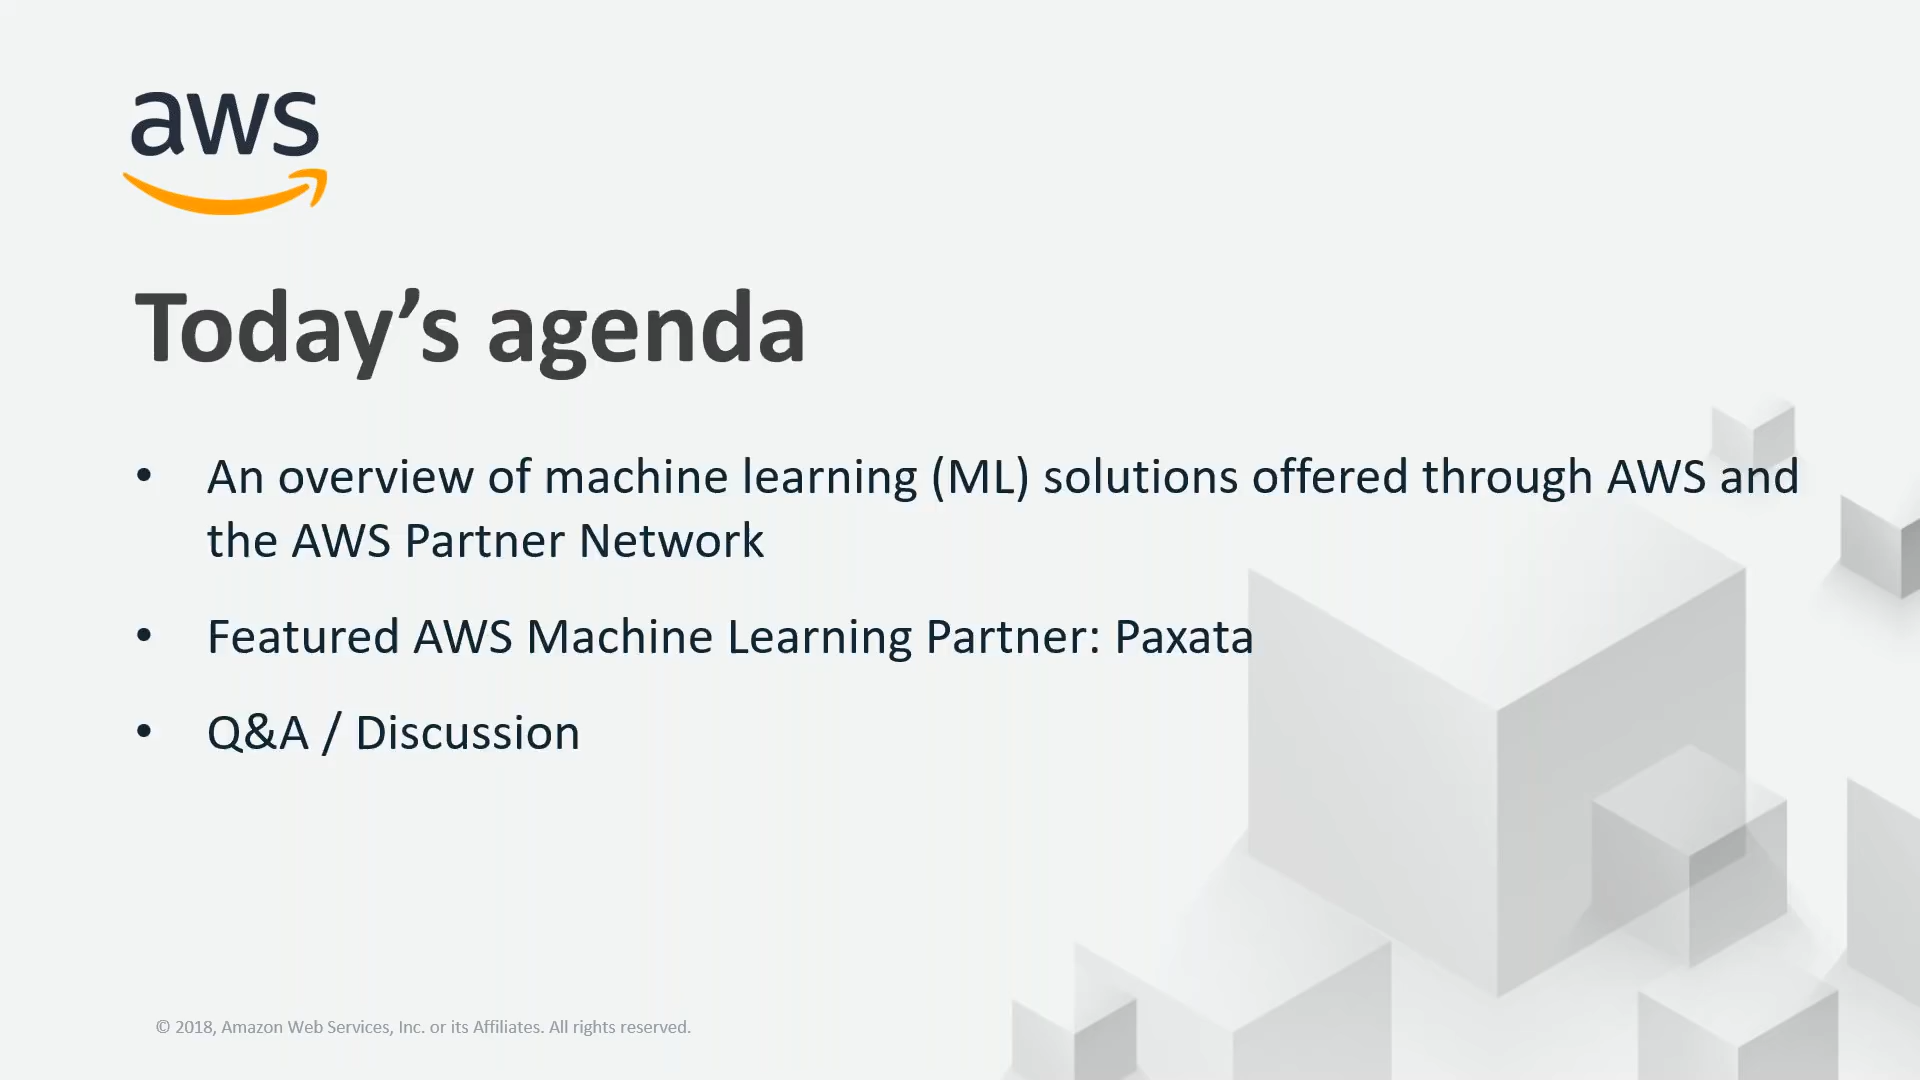 aws
Today’s agenda
• An overview of machine learning (ML) solutions offered through AWS and
the AWS Partner Network
• Featured AWS Machine Learning Partner: Paxata
• Q&A / Discussion
© 2018, Amazon Web Services, Inc. or its Affiliates. All rights reserved.